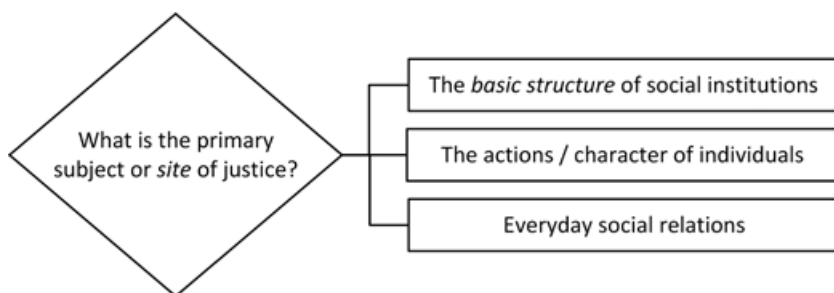 What is the primary
subject or site of justice?
The basic structure of social institutions
The actions / character of individuals
Everyday social relations